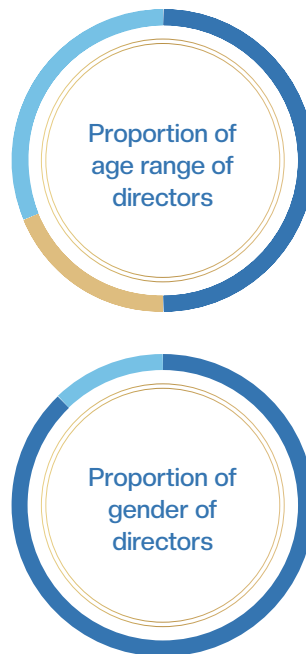 Proportion of
age range of
directors
Proportion of
gender of
directors